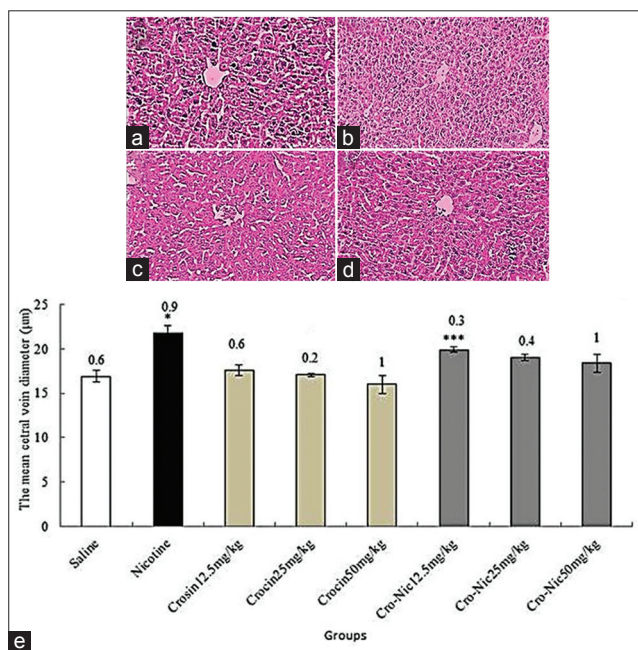 a
b
c
d
The mean cetral vein diameter (µm)
25
20
15
10
5
0
0.6
0.9
*
0.6
0.2
1
0.3
***
0.4
1
Saline
Nicotine
Crosin12.5mg/kg
Crocin25mg/kg
Crocin50mg/kg
Cro-Nic12.5mg/kg
Cro-Nic25mg/kg
Cro-Nic50mg/kg
Groups
e